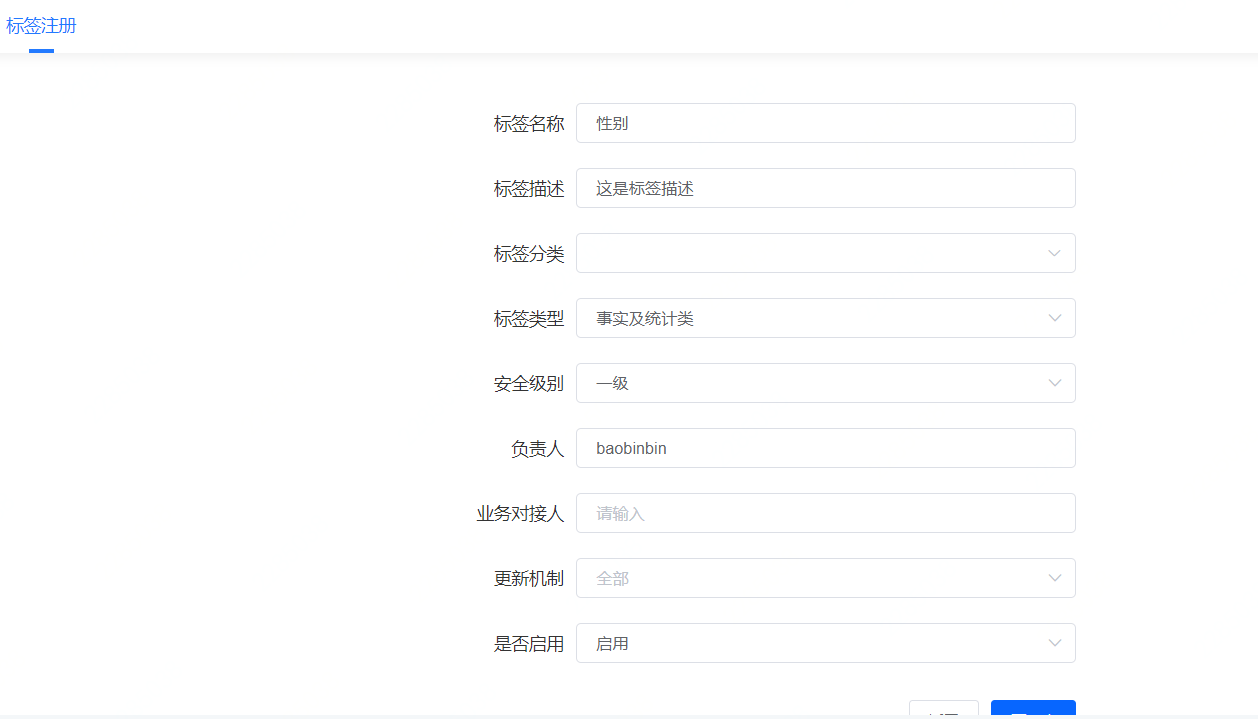 标签注册
标签名称 性别
标签描述 这是标签描述
标签分类
标签类型 事实及统计类
安全级别 一级
负责人 baobinbin
业务对接人 请输入
更新机制 全部
是否启用 启用